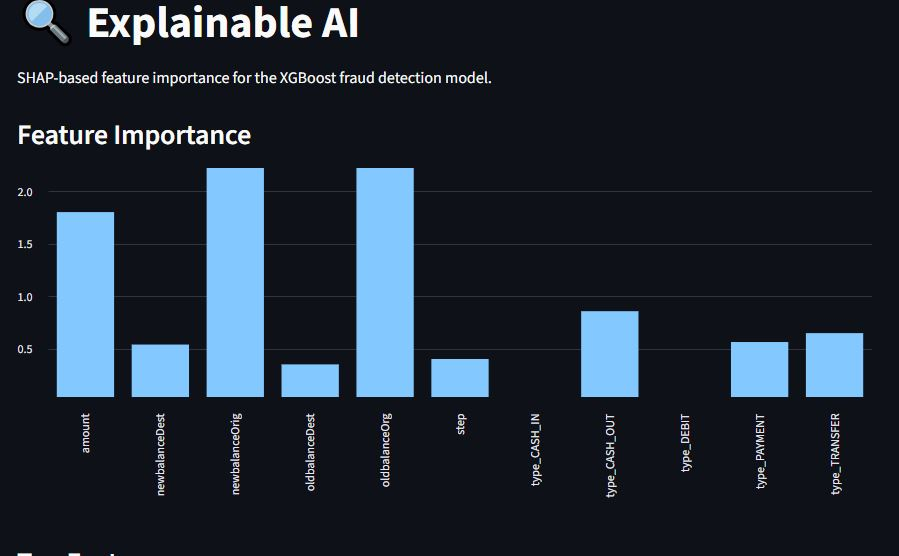 Explainable AI
SHAP-based feature importance for the XGBoost fraud detection model.
Feature Importance
2.0
1.5
1.0
0.5
amount
newbalanceDest
newbalanceOrig
oldbalanceDest
oldbalanceOrg
step
type_CASH_IN
type_CASH_OUT
type_DEBIT
type_PAYMENT
type_TRANSFER